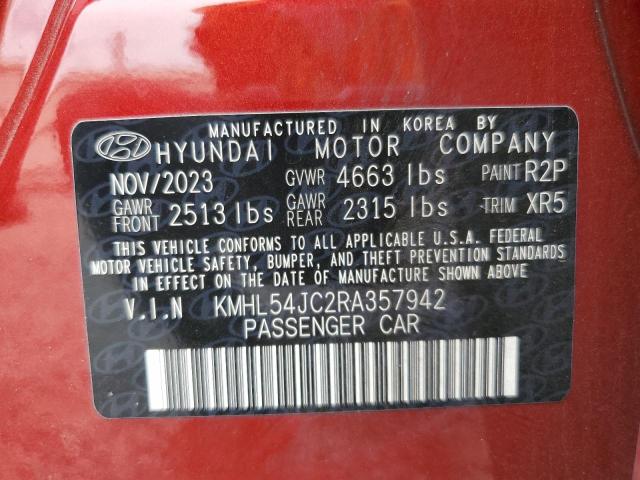 MANUFACTURED IN KOREA BY
HYUNDAI MOTOR COMPANY
NOV/2023 GVWR 4663 lbs PAINT R2P
GAWR FRONT 2513 lbs GAWR REAR 2315 lbs TRIM XR5
THIS VEHICLE CONFORMS TO ALL APPLICABLE U.S.A. FEDERAL
MOTOR VEHICLE SAFETY, BUMPER, AND THEFT PREVENTION STANDARDS
IN EFFECT ON THE DATE OF MANUFACTURE SHOWN ABOVE.
V.I.N KMHL54JC2RA357942
PASSENGER CAR